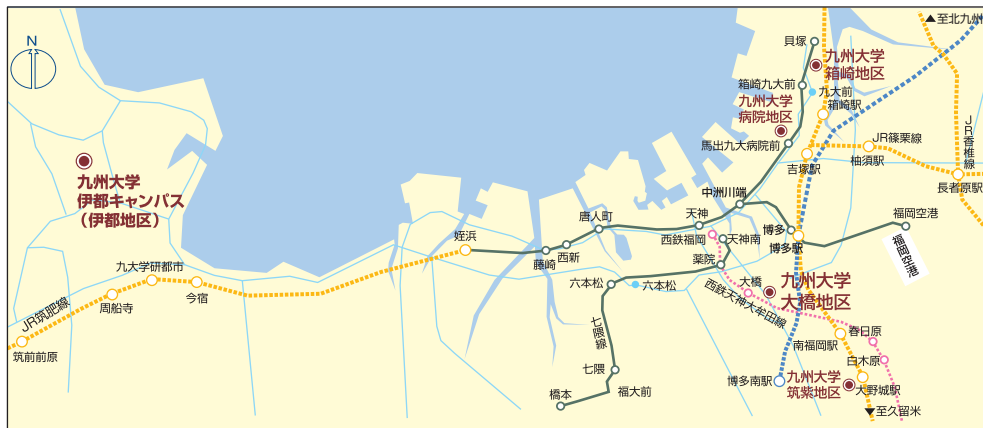 N
▲至北九州
貝塚
九州大学
箱崎地区
箱崎九大前
九大前
九州大学
病院地区
箱崎駅
馬出九大病院前
JR篠栗線
JR香椎線
吉塚駅
柚須駅
長者原駅
九州大学
伊都キャンパス
(伊都地区)
中洲川端
唐人町
天神
福岡空港
姪浜
西鉄福岡
天神南
博多
博多駅
藤崎
西新
薬院
福岡空港
九大学研都市
今宿
六本松
六本松
大橋
九州大学
大橋地区
周船寺
JR筑肥線
西鉄天神大牟田線
七隈線
春日原
南福岡駅
筑前前原
白木原
七隈
博多南駅
九州大学
筑紫地区
大野城駅
橋本
福大前
▼至久留米